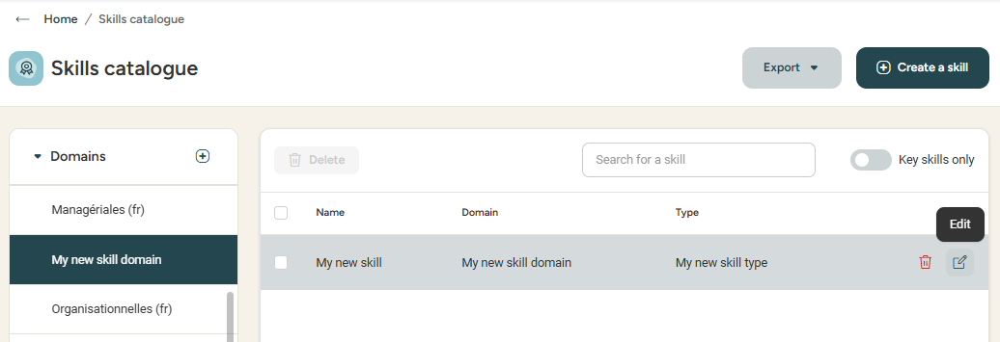 Home / Skills catalogue
Skills catalogue
Export
Create a skill
Domains
Managériales (fr)
My new skill domain
Organisationnelles (fr)
Delete
Search for a skill
Key skills only
Name Domain Type
Edit
My new skill My new skill domain My new skill type